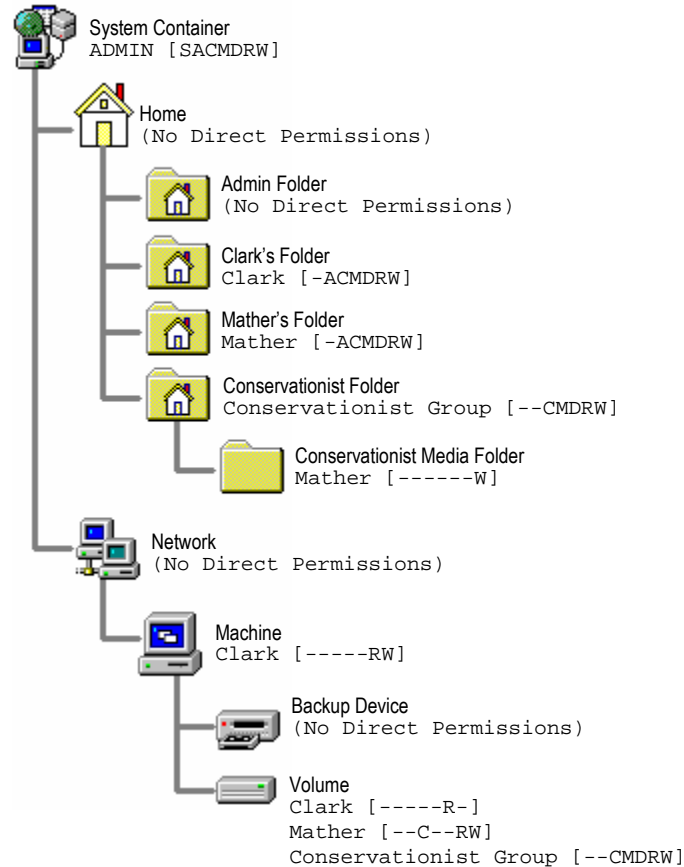 System Container
ADMIN [SACMDRW]
Home
(No Direct Permissions)
Admin Folder
(No Direct Permissions)
Clark's Folder
Clark [-ACMDRW]
Mather's Folder
Mather [-ACMDRW]
Conservationist Folder
Conservationist Group [--CMDRW]
Conservationist Media Folder
Mather [------W]
Network
(No Direct Permissions)
Machine
Clark [-----RW]
Backup Device
(No Direct Permissions)
Volume
Clark [-----R-]
Mather [--C--RW]
Conservationist Group [--CMDRW]